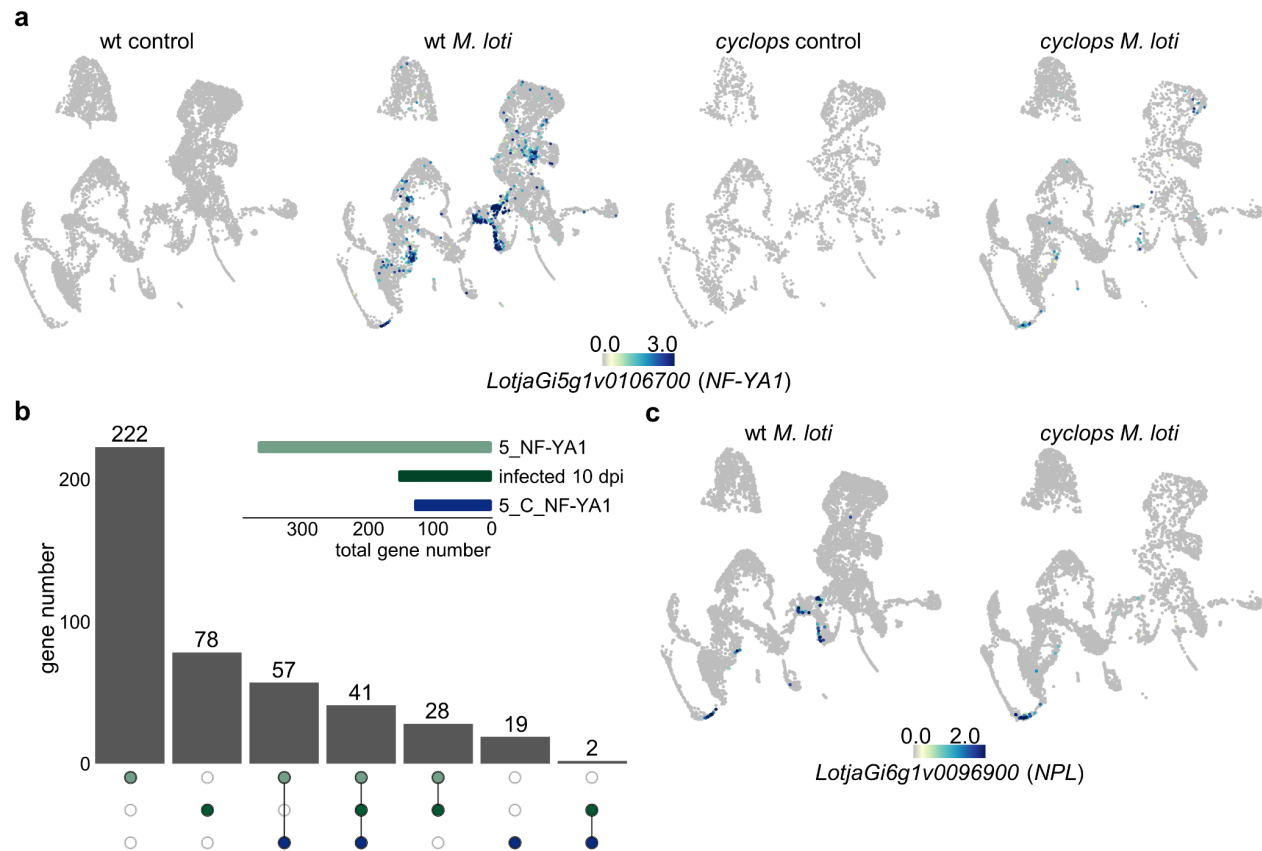 a
wt control
wt M. loti
cyclops control
cyclops M. loti
0.0 3.0
LotjaGi5g1v0106700 (NF-YA1)
b
222
200
78
100
57
41
28
19
2
0
gene number
5_NF-YA1
infected 10 dpi
5_C_NF-YA1
300 200 100 0
total gene number
c
wt M. loti
cyclops M. loti
0.0 2.0
LotjaGi6g1v0096900 (NPL)